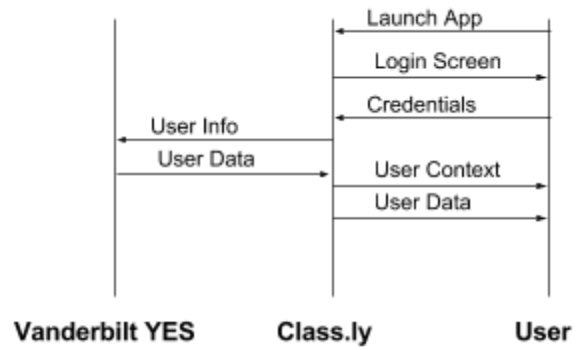 Launch App
Login Screen
Credentials
User Info
User Data
User Context
User Data
Vanderbilt YES Class.ly User